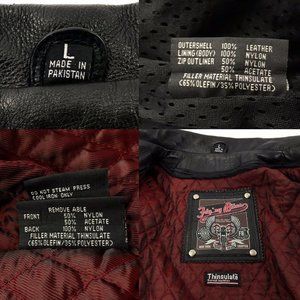 L
MADE IN
PAKISTAN
OUTERSHELL 100% LEATHER
LINING(BODY) 100% NYLON
ZIP OUTLINER 50% NYLON
50% ACETATE
FILLER MATERIAL THINSULATE
(65%OLEFIN/35%POLYESTER)
DO NOT STEAM PRESS
COOL IRON ONLY
REMOVE ABLE
FRONT 50% NYLON
50% ACETATE
BACK 100% NYLON
FILLER MATERIAL THINSULATE
(65%OLEFIN/35%POLYESTER)
L
Thinsulate